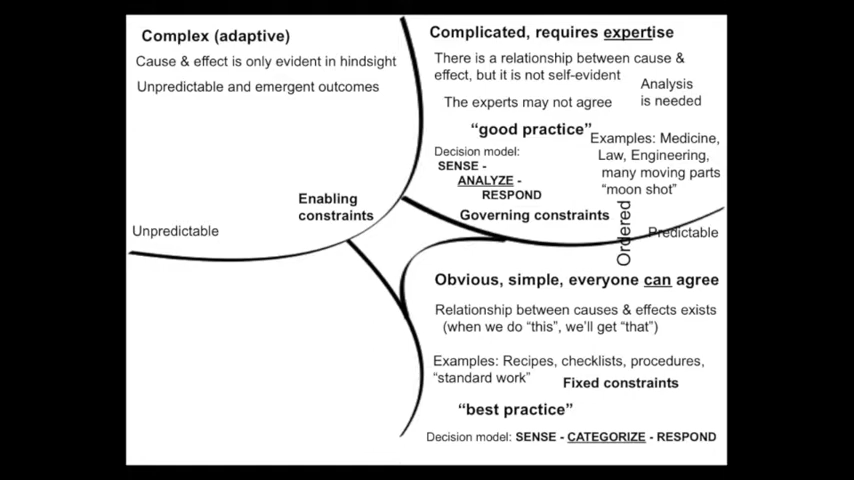 Complex (adaptive)
Cause & effect is only evident in hindsight
Unpredictable and emergent outcomes
Enabling
constraints
Unpredictable
Complicated, requires expertise
There is a relationship between cause &
effect, but it is not self-evident
Analysis
is needed
The experts may not agree
“good practice”
Examples: Medicine,
Law, Engineering,
many moving parts
“moon shot”
Decision model:
SENSE -
ANALYZE -
RESPOND
Governing constraints
Ordered
Predictable
Obvious, simple, everyone can agree
Relationship between causes & effects exists
(when we do “this”, we’ll get “that”)
Examples: Recipes, checklists, procedures,
“standard work”
Fixed constraints
“best practice”
Decision model: SENSE - CATEGORIZE - RESPOND